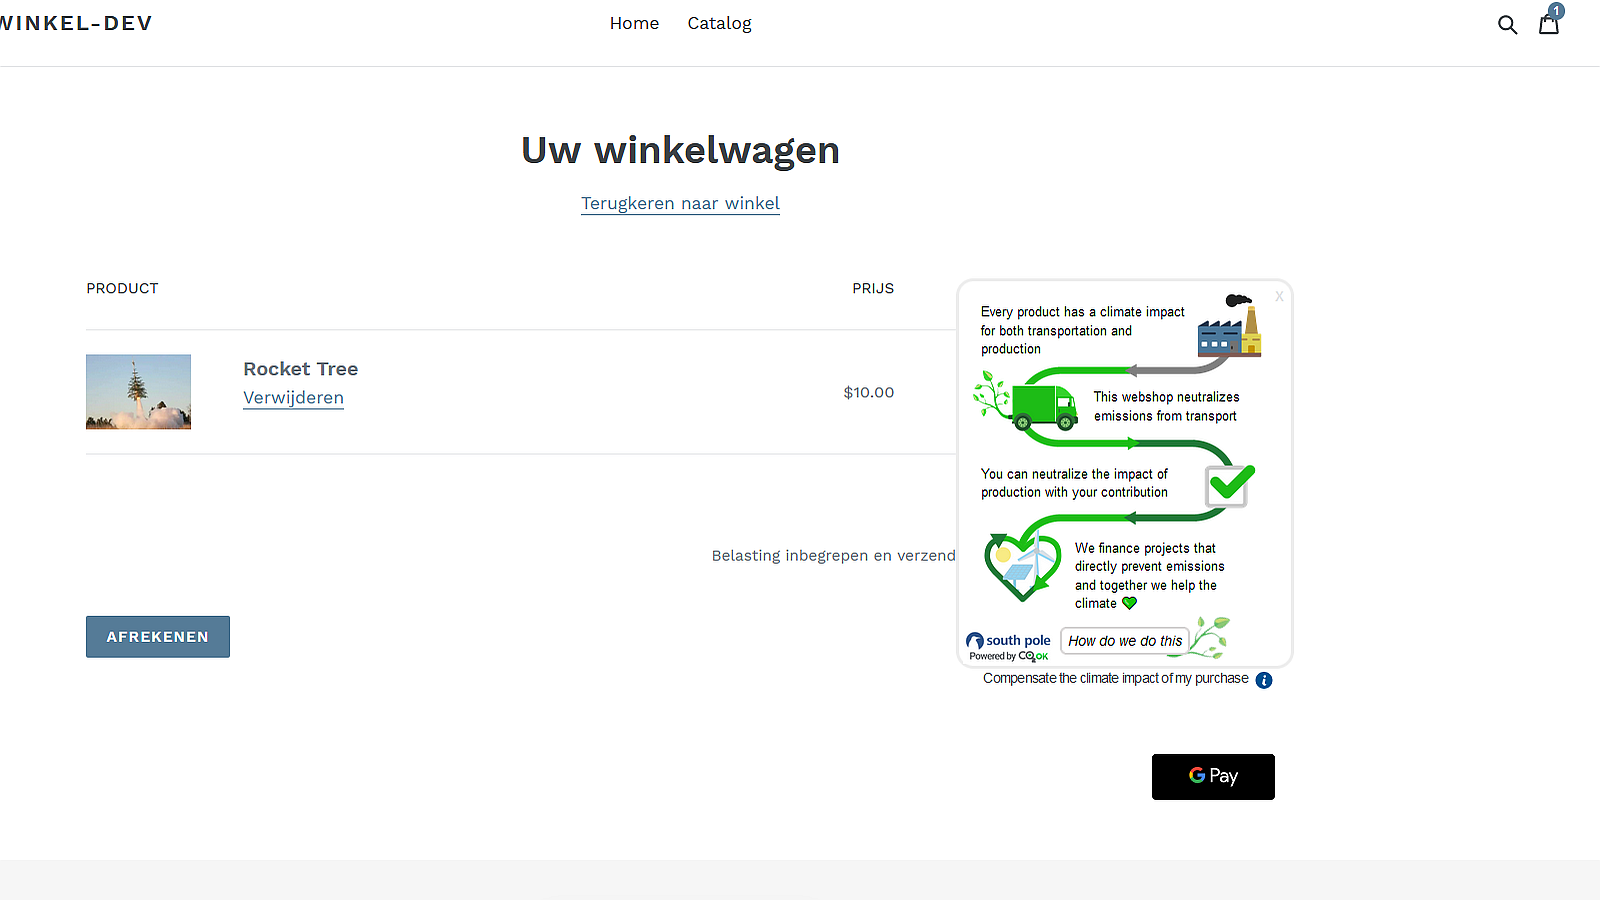 WINKEL-DEV
Home Catalog
1
Uw winkelwagen
Terugkeren naar winkel
PRODUCT
PRIJS
Rocket Tree
Verwijderen
$10.00
Belasting inbegrepen en verzend
AFREKENEN
X
Every product has a climate impact
for both transportation and
production
This webshop neutralizes
emissions from transport
You can neutralize the impact of
production with your contribution
We finance projects that
directly prevent emissions
and together we help the
climate
south pole
Powered by CO2OK
How do we do this
Compensate the climate impact of my purchase
i
G Pay